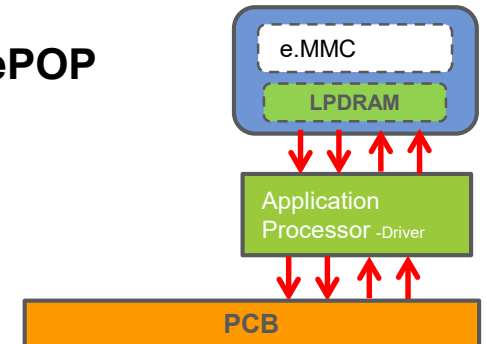 ePOP
e.MMC
LPDRAM
Application
Processor -Driver
PCB